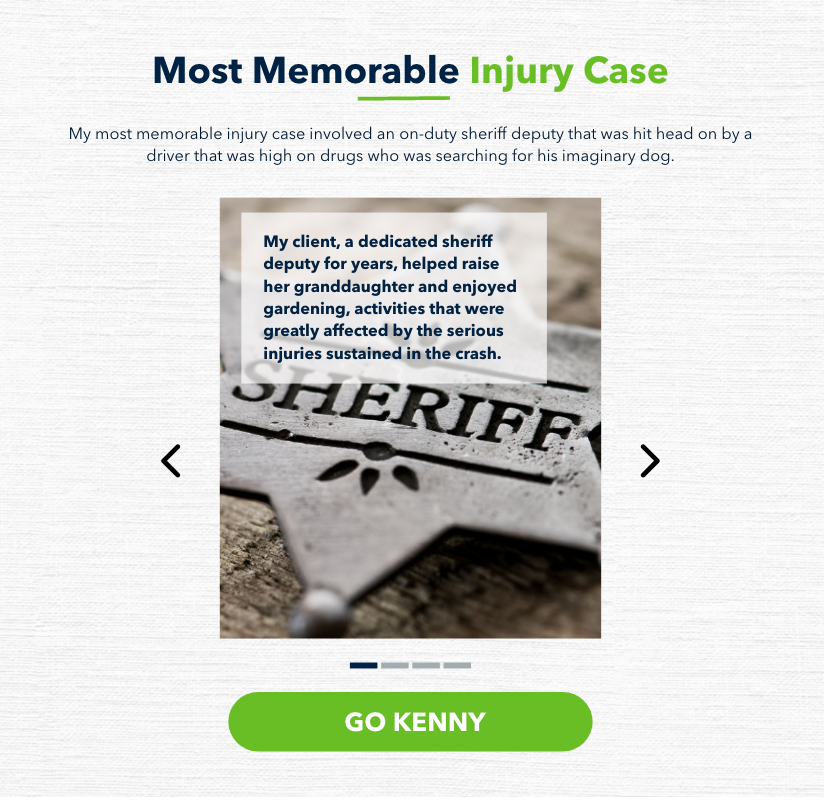 Most Memorable Injury Case
My most memorable injury case involved an on-duty sheriff deputy that was hit head on by a
driver that was high on drugs who was searching for his imaginary dog.
My client, a dedicated sheriff
deputy for years, helped raise
her granddaughter and enjoyed
gardening, activities that were
greatly affected by the serious
injuries sustained in the crash.
SHERIFF
GO KENNY